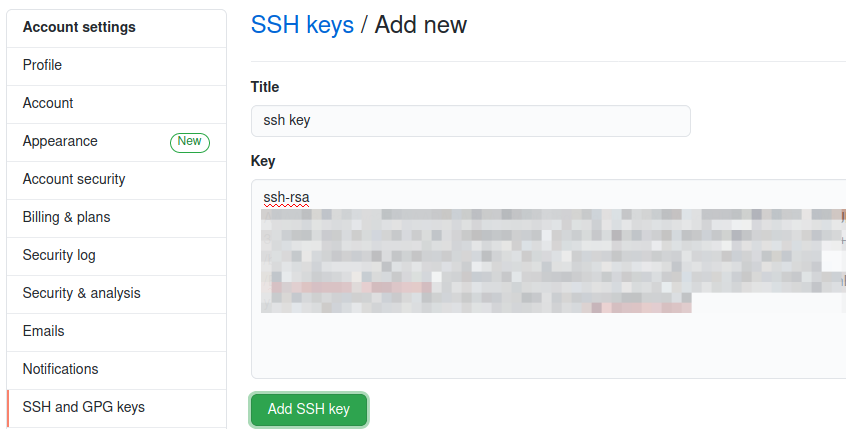 Account settings
Profile
Account
Appearance New
Account security
Billing & plans
Security log
Security & analysis
Emails
Notifications
SSH and GPG keys
SSH keys / Add new
Title
ssh key
Key
ssh-rsa
Add SSH key